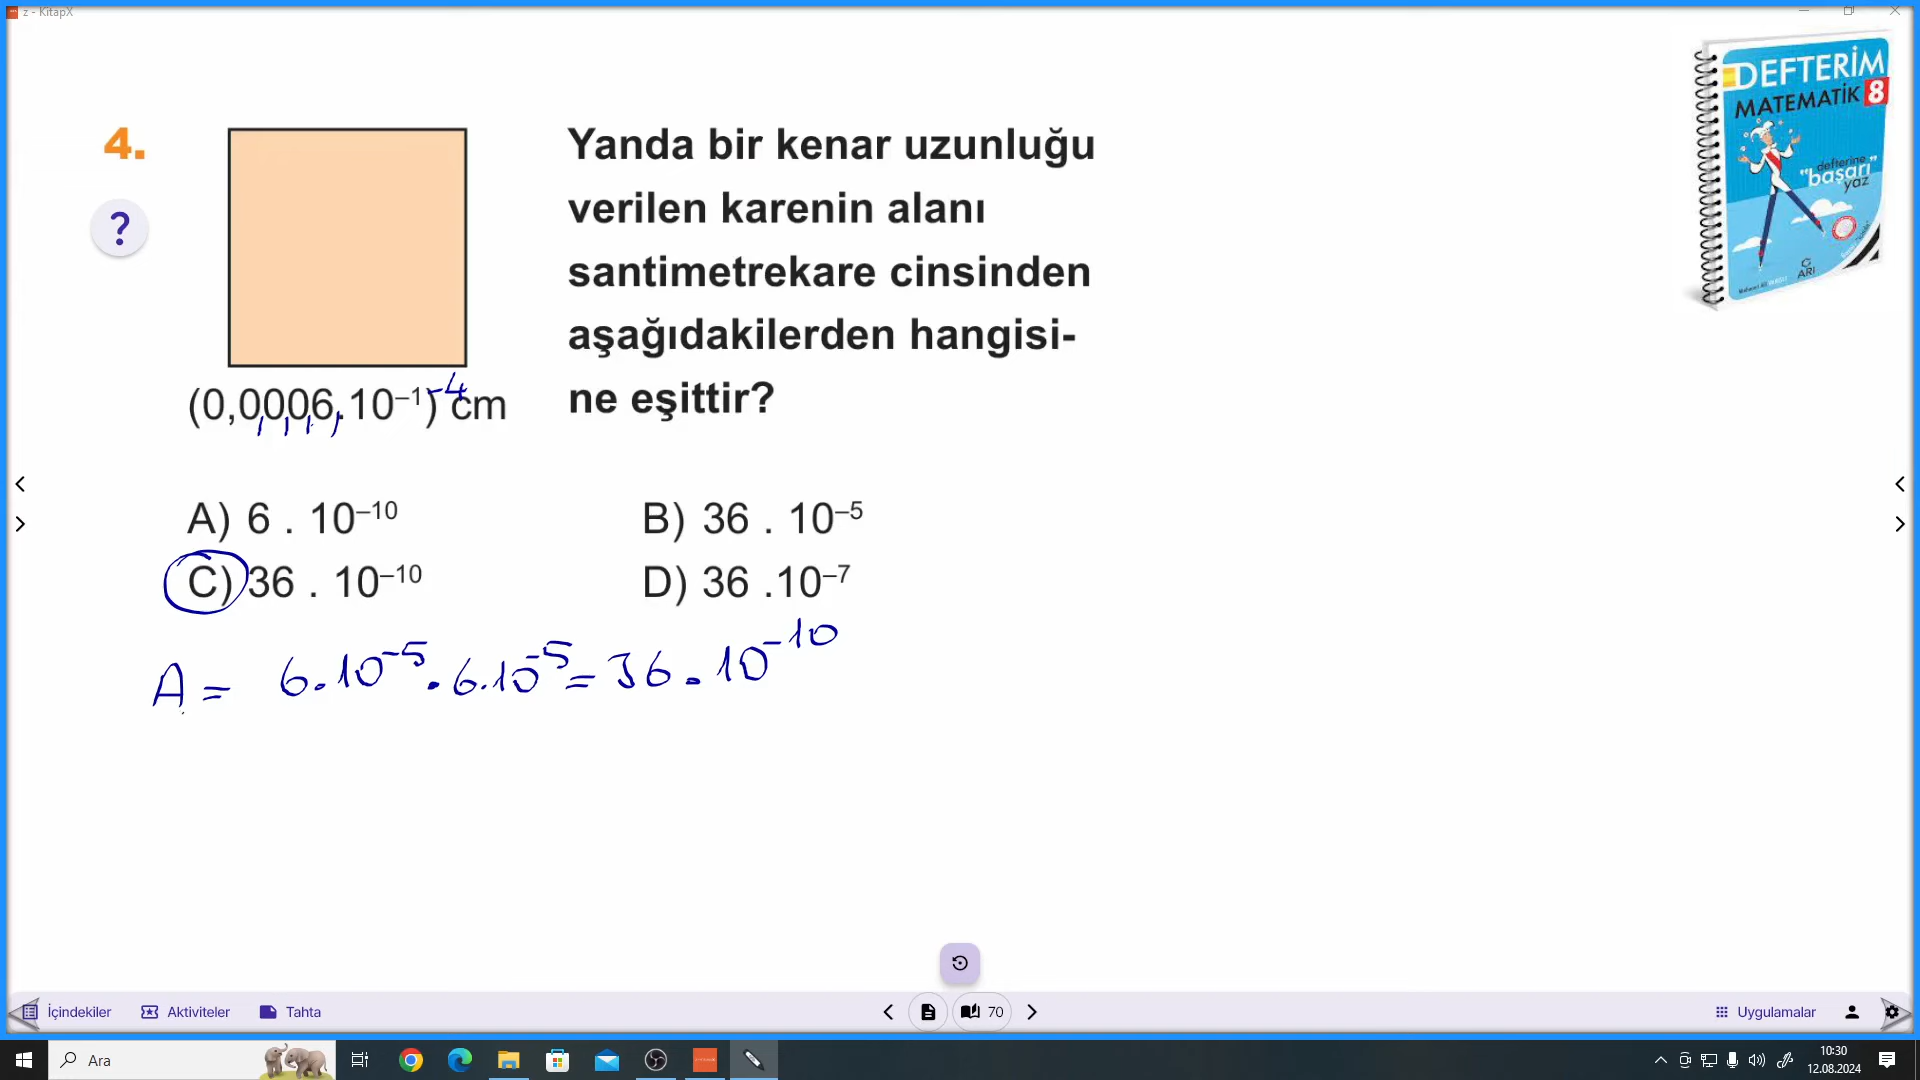 z - KitapX
DEFTERİM
MATEMATİK 8
defterine
"başarı"
yaz
ARI
4.
?
Yanda bir kenar uzunluğu
verilen karenin alanı
santimetrekare cinsinden
aşağıdakilerden hangisi-
ne eşittir?
(0,0006.10⁻¹) cm
-4
A) 6 . 10⁻¹⁰
B) 36 . 10⁻⁵
C) 36 . 10⁻¹⁰
D) 36 .10⁻⁷
A = 6.10⁻⁵ . 6.10⁻⁵ = 36 . 10⁻¹⁰
İçindekiler
Aktiviteler
Tahta
70
Uygulamalar
Ara
10:30
12.08.2024